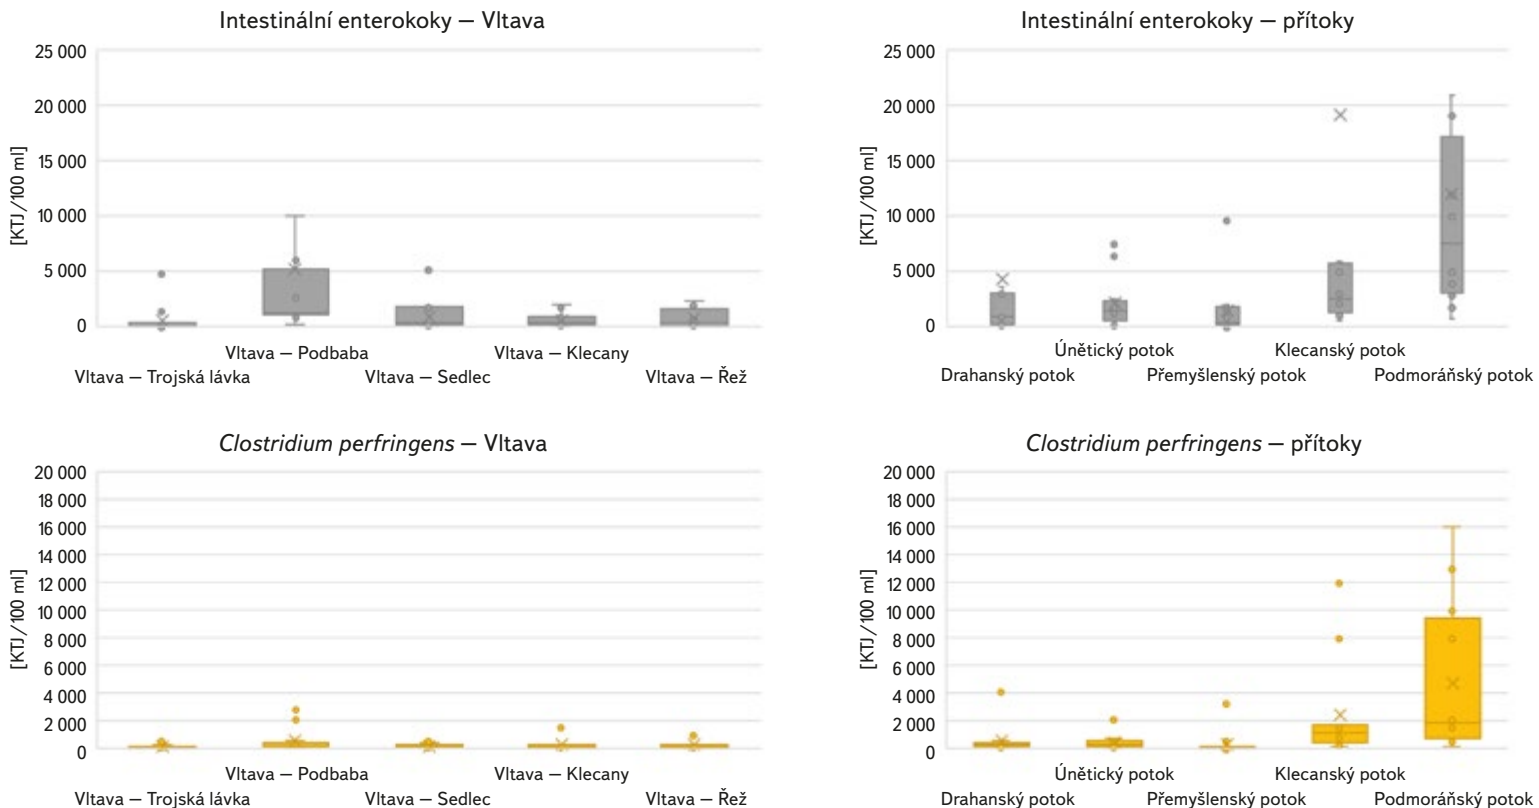 Intestinální enterokoky — Vltava
25 000
20 000
15 000
10 000
5 000
0
[KTJ/100 ml]
Vltava — Podbaba
Vltava — Klecany
Vltava — Trojská lávka
Vltava — Sedlec
Vltava — Řež
Intestinální enterokoky — přítoky
25 000
20 000
15 000
10 000
5 000
0
[KTJ/100 ml]
Únětický potok
Klecanský potok
Drahanský potok
Přemyšlenský potok
Podmoráňský potok
Clostridium perfringens — Vltava
20 000
18 000
16 000
14 000
12 000
10 000
8 000
6 000
4 000
2 000
0
[KTJ/100 ml]
Vltava — Podbaba
Vltava — Klecany
Vltava — Trojská lávka
Vltava — Sedlec
Vltava — Řež
Clostridium perfringens — přítoky
20 000
18 000
16 000
14 000
12 000
10 000
8 000
6 000
4 000
2 000
0
[KTJ/100 ml]
Únětický potok
Klecanský potok
Drahanský potok
Přemyšlenský potok
Podmoráňský potok